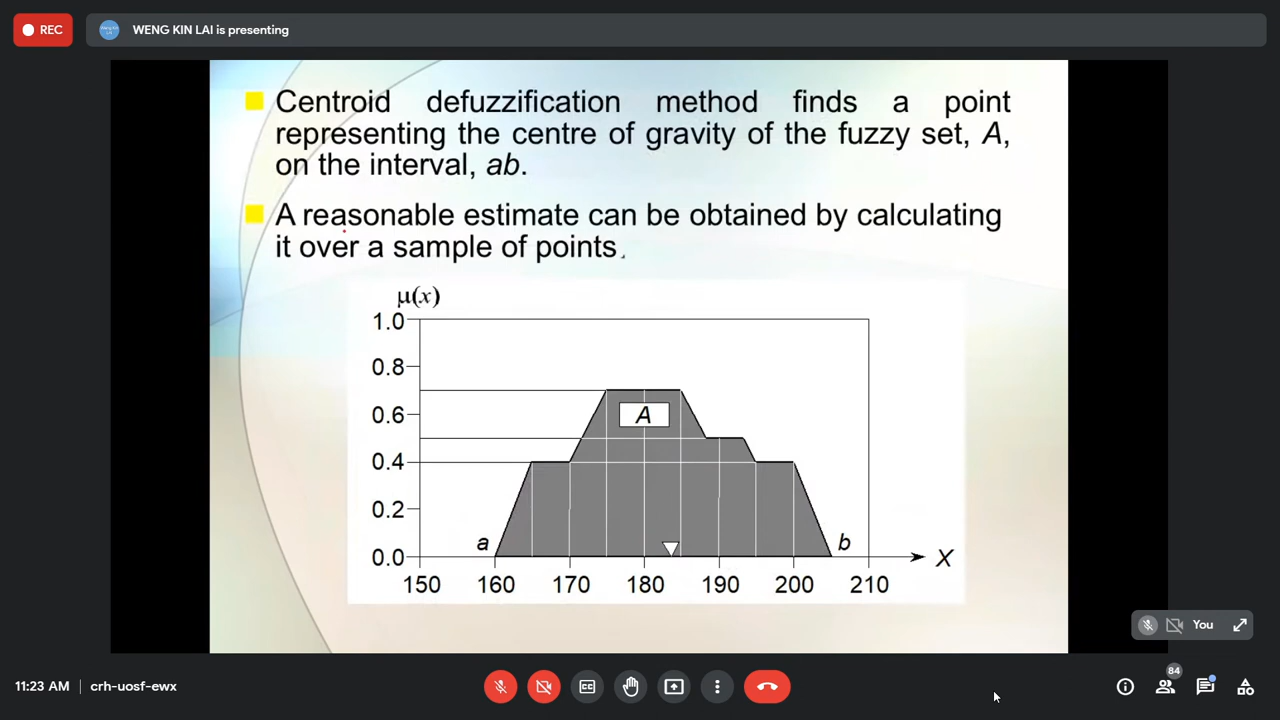 REC
WENG KIN LAI is presenting
Centroid defuzzification method finds a point
representing the centre of gravity of the fuzzy set, A,
on the interval, ab.
A reasonable estimate can be obtained by calculating
it over a sample of points.
μ(x)
1.0
0.8
0.6
A
0.4
0.2
a
b
0.0
X
150 160 170 180 190 200 210
You
11:23 AM | crh-uosf-ewx
84